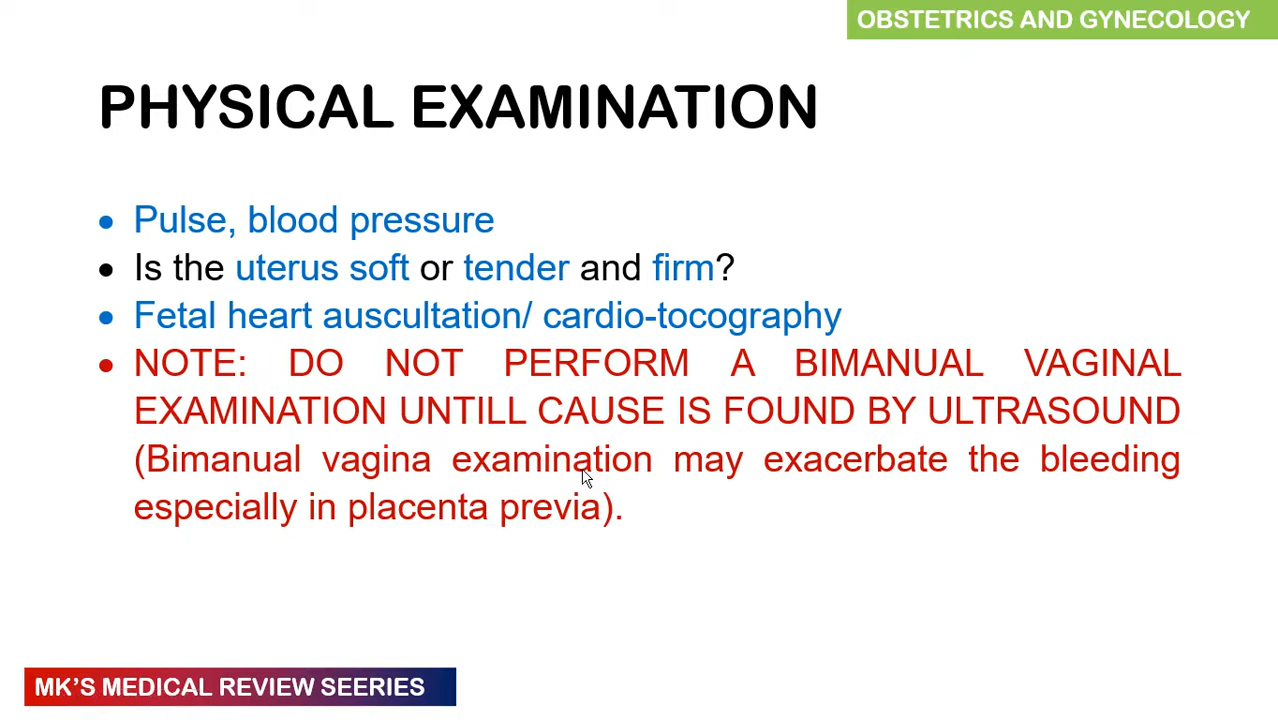 OBSTETRICS AND GYNECOLOGY
PHYSICAL EXAMINATION
• Pulse, blood pressure
• Is the uterus soft or tender and firm?
• Fetal heart auscultation/ cardio-tocography
• NOTE: DO NOT PERFORM A BIMANUAL VAGINAL
EXAMINATION UNTILL CAUSE IS FOUND BY ULTRASOUND
(Bimanual vagina examination may exacerbate the bleeding
especially in placenta previa).
MK'S MEDICAL REVIEW SEERIES